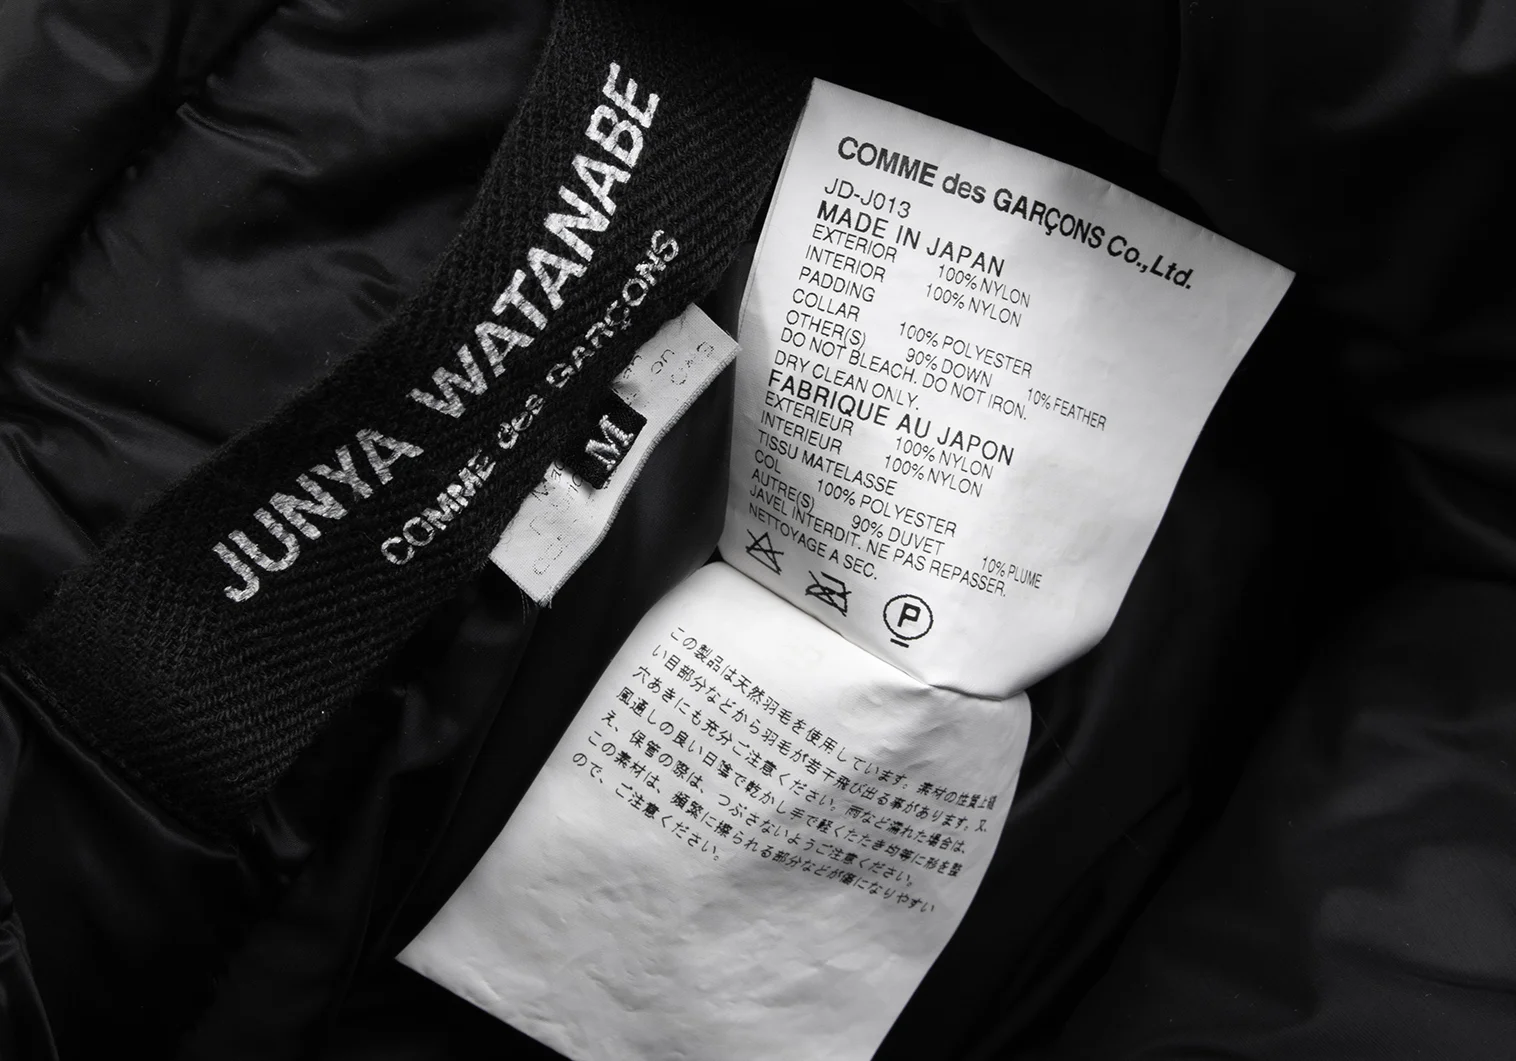 JUNYA WATANABE
COMME des GARÇONS
M
COMME des GARÇONS Co.,Ltd.
JD-J013
MADE IN JAPAN
EXTERIOR 100% NYLON
INTERIOR 100% NYLON
PADDING
COLLAR 100% POLYESTER
OTHER(S) 90% DOWN 10% FEATHER
DO NOT BLEACH. DO NOT IRON.
DRY CLEAN ONLY.
FABRIQUE AU JAPON
EXTERIEUR 100% NYLON
INTERIEUR 100% NYLON
TISSU MATELASSE
COL 100% POLYESTER
AUTRE(S) 90% DUVET 10% PLUME
JAVEL INTERDIT. NE PAS REPASSER.
NETTOYAGE A SEC.
P
この製品は天然羽毛を使用しています。素材の性質上縫
い目部分などから羽毛が若干飛び出る事があります。又、
穴あきにも充分ご注意ください。雨など濡れた場合は、
風通しの良い日陰で乾かし手で軽くたたき均等に形を整
え、保管の際は、つぶさないようご注意ください。
この素材は、頻繁に擦られる部分などが傷になりやすい
ので、ご注意ください。